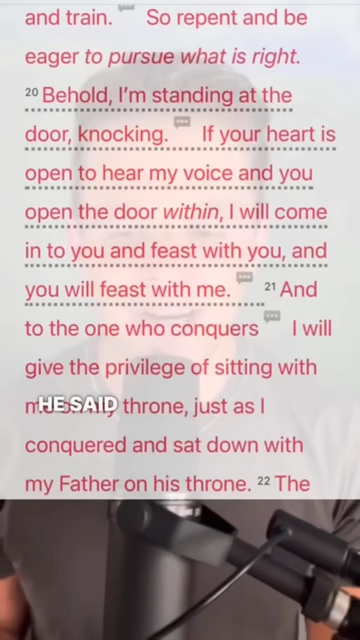 and train. So repent and be
eager to pursue what is right.
20 Behold, I'm standing at the
door, knocking. If your heart is
open to hear my voice and you
open the door within, I will come
in to you and feast with you, and
you will feast with me. 21 And
to the one who conquers I will
give the privilege of sitting with
HE SAID throne, just as I
conquered and sat down with
my Father on his throne. 22 The